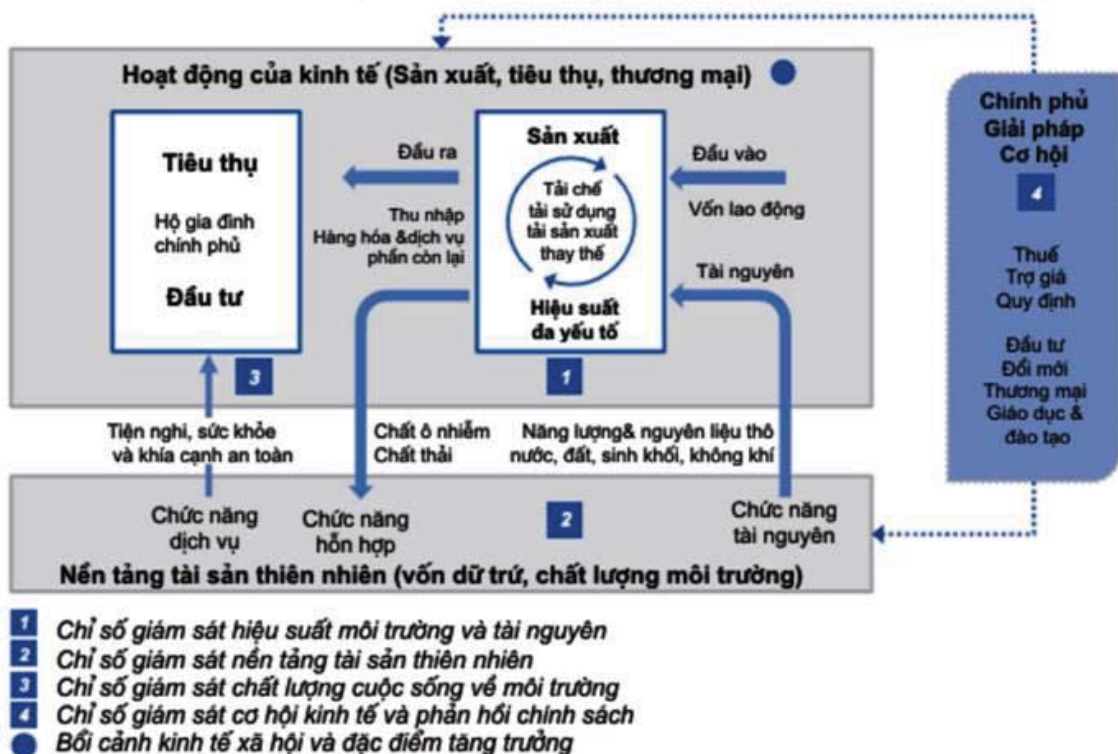 Hoạt động của kinh tế (Sản xuất, tiêu thụ, thương mại)
Tiêu thụ
Hộ gia đình
chính phủ
Đầu tư
3
Đầu ra
Thu nhập
Hàng hóa &dịch vụ
phần còn lại
Sản xuất
Tải chế
tải sử dụng
tải sản xuất
thay thế
Hiệu suất
đa yếu tố
1
Đầu vào
Vốn lao động
Tài nguyên
Chính phủ
Giải pháp
Cơ hội
4
Thuế
Trợ giá
Quy định
Đầu tư
Đổi mới
Thương mại
Giáo dục &
đào tạo
Tiện nghi, sức khỏe
và khía cạnh an toàn
Chất ô nhiễm
Chất thải
Năng lượng& nguyên liệu thô
nước, đất, sinh khối, không khí
Chức năng
dịch vụ
Chức năng
hỗn hợp
2
Chức năng
tài nguyên
Nền tảng tài sản thiên nhiên (vốn dữ trứ, chất lượng môi trường)
1 Chỉ số giám sát hiệu suất môi trường và tài nguyên
2 Chỉ số giám sát nền tảng tài sản thiên nhiên
3 Chỉ số giám sát chất lượng cuộc sống về môi trường
4 Chỉ số giám sát cơ hội kinh tế và phản hồi chính sách
Bối cảnh kinh tế xã hội và đặc điểm tăng trưởng